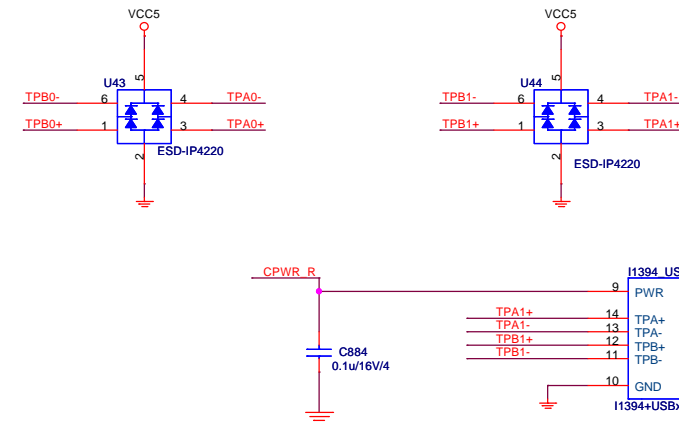 VCC5
VCC5
U43
U44
5
5
TPB0-
6
4
TPA0-
TPB1-
6
4
TPA1-
TPB0+
1
3
TPA0+
TPB1+
1
3
TPA1+
2
2
ESD-IP4220
ESD-IP4220
CPWR_R
I1394_US
9
PWR
TPA1+
14
TPA+
TPA1-
13
TPA-
TPB1+
12
TPB+
TPB1-
11
TPB-
C884
0.1u/16V/4
10
GND
I1394+USBx